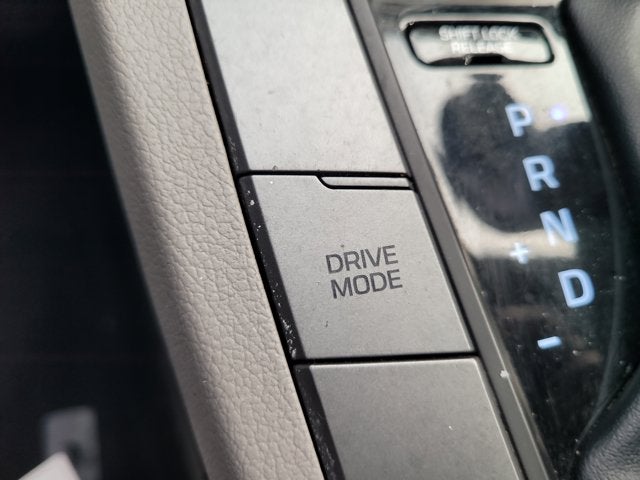 SHIFT LOCK
RELEASE
P
R
N
+
D
-
DRIVE
MODE